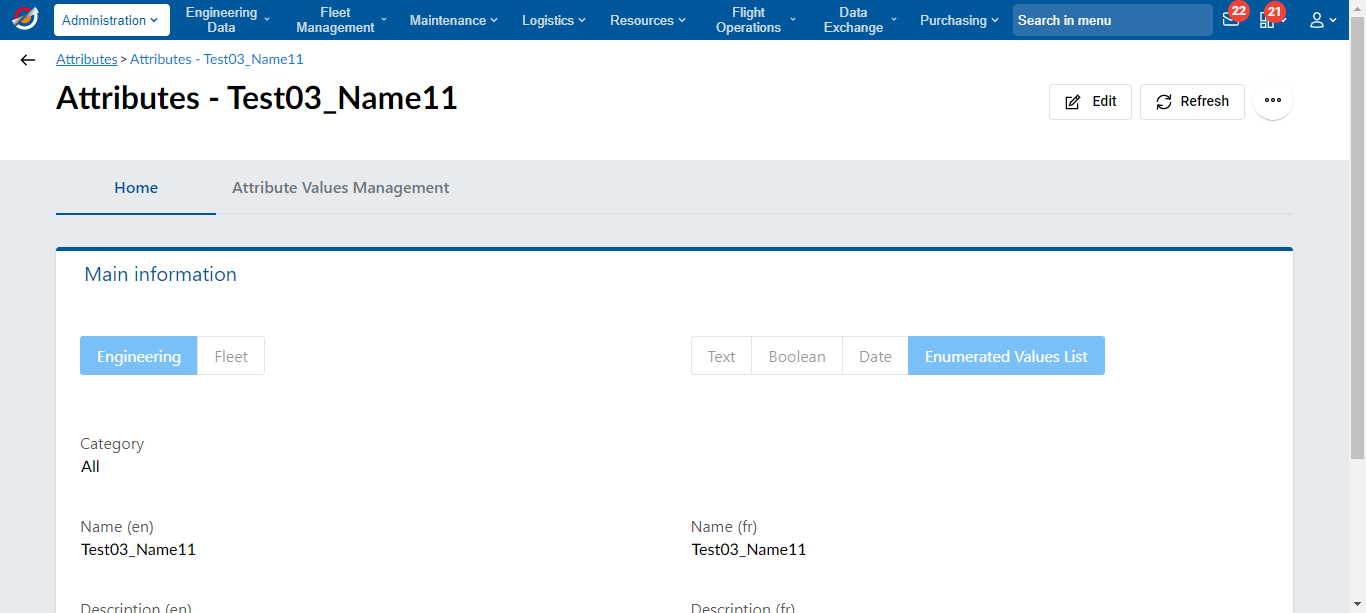 Administration
Engineering Data
Fleet Management
Maintenance
Logistics
Resources
Flight Operations
Data Exchange
Purchasing
Search in menu
22
21
Attributes > Attributes - Test03_Name11
Attributes - Test03_Name11
Edit
Refresh
Home
Attribute Values Management
Main information
Engineering
Fleet
Text
Boolean
Date
Enumerated Values List
Category
All
Name (en)
Test03_Name11
Name (fr)
Test03_Name11
Description (en)
Description (fr)